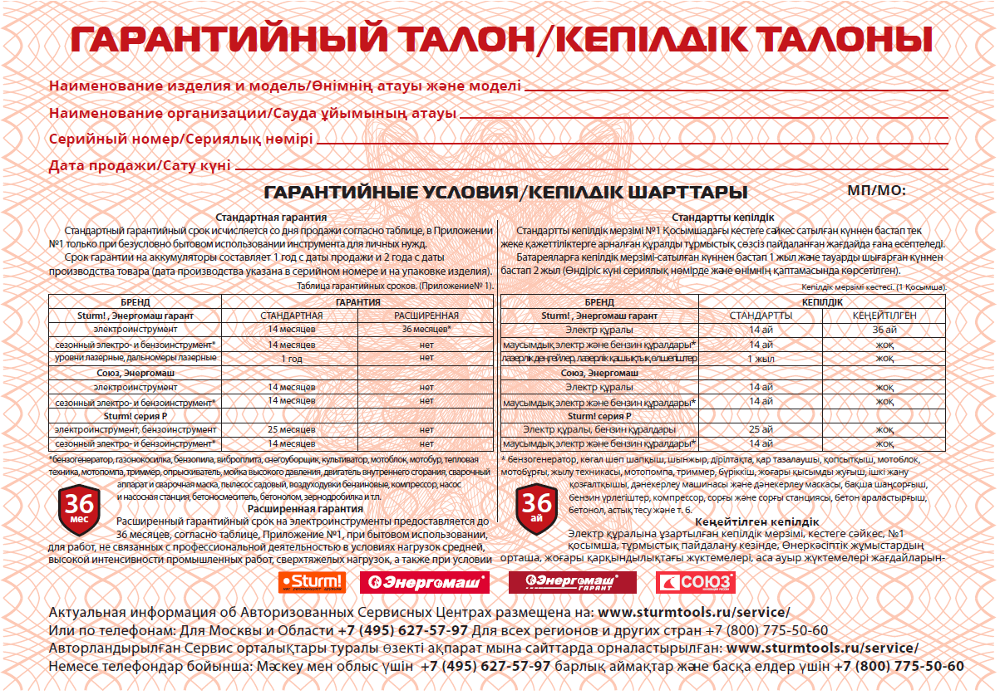 ГАРАНТИЙНЫЙ ТАЛОН/КЕПІЛДІК ТАЛОНЫ
Наименование изделия и модель/Өнімнің атауы және моделі
Наименование организации/Сауда ұйымының атауы
Серийный номер/Сериялық нөмірі
Дата продажи/Сату күні
ГАРАНТИЙНЫЕ УСЛОВИЯ/КЕПІЛДІК ШАРТТАРЫ
МП/МО:
Стандартная гарантия
Стандартный гарантийный срок исчисляется со дня продажи согласно таблице, в Приложении
№1 только при безусловно бытовом использовании инструмента для личных нужд.
Срок гарантии на аккумуляторы составляет 1 год с даты продажи и 2 года с даты
производства товара (дата производства указана в серийном номере и на упаковке изделия).
Таблица гарантийных сроков. (Приложение№ 1).
БРЕНД ГАРАНТИЯ
Sturm! , Энергомаш гарант СТАНДАРТНАЯ РАСШИРЕННАЯ
электроинструмент 14 месяцев 36 месяцев*
сезонный электро- и бензоинструмент* 14 месяцев нет
уровни лазерные, дальномеры лазерные 1 год нет
Союз, Энергомаш
электроинструмент 14 месяцев нет
сезонный электро- и бензоинструмент* 14 месяцев нет
Sturm! серия P
электроинструмент, бензоинструмент 25 месяцев нет
сезонный электро- и бензоинструмент* 14 месяцев нет
*бензогенератор, газонокосилка, бензопила, виброплита, снегоуборщик, культиватор, мотоблок, мотобур, тепловая
техника, мотопомпа, триммер, опрыскиватель, мойка высокого давления, двигатель внутреннего сгорания, сварочный
аппарат и сварочная маска, пылесос садовый, воздуходувки бензиновые, компрессор, насос
и насосная станция, бетоносмеситель, бетонолом, зернодробилка и т.п.
36
мес
Расширенная гарантия
Расширенный гарантийный срок на электроинструменты предоставляется до
36 месяцев, согласно таблице, Приложение №1, при бытовом использовании,
для работ, не связанных с профессиональной деятельностью в условиях нагрузок средней,
высокой интенсивности промышленных работ, сверхтяжелых нагрузок, а также при условии
Стандартты кепілдік
Стандартты кепілдік мерзімі №1 Қосымшадағы кестеге сәйкес сатылған күннен бастап тек
жеке қажеттіліктерге арналған құралды тұрмыстық сөзсіз пайдаланған жағдайда ғана есептеледі.
Батареяларға кепілдік мерзімі-сатылған күннен бастап 1 жыл және тауарды шығарған күннен
бастап 2 жыл (Өндіріс күні сериялық нөмірде және өнімнің қаптамасында көрсетілген).
Кепілдік мерзімі кестесі. (1 Қосымша).
БРЕНД КЕПІЛДІК
Sturm! , Энергомаш гарант СТАНДАРТТЫ КЕҢЕЙТІЛГЕН
Электр құралы 14 ай 36 ай
маусымдық электр және бензин құралдары* 14 ай жоқ
лазерлік деңгейлер, лазерлік қашықтық өлшегіштер 1 жыл жоқ
Союз, Энергомаш
Электр құралы 14 ай жоқ
маусымдық электр және бензин құралдары* 14 ай жоқ
Sturm! серия P
Электр құралы, бензин құралдары 25 ай жоқ
маусымдық электр және бензин құралдары* 14 ай жоқ
* бензогенератор, көгал шөп шапқыш, шынжыр, дірілтақта, қар тазалаушы, қопсытқыш, мотоблок,
мотобұрғы, жылу техникасы, мотопомпа, триммер, бүріккіш, жоғары қысымды жуғыш, ішкі жану
қозғалтқышы, дәнекерлеу машинасы және дәнекерлеу маскасы, бақша шаңсорғыш,
бензин үрлегіштер, компрессор, сорғы және сорғы станциясы, бетон араластырғыш,
бетонол, астық тесу және т. б.
36
ай
Кеңейтілген кепілдік
Электр құралына ұзартылған кепілдік мерзімі, кестеге сәйкес, №1
қосымша, тұрмыстық пайдалану кезінде, Өнеркәсіптік жұмыстардың
орташа, жоғары қарқындылықтағы жүктемелері, аса ауыр жүктемелері жағдайларын-
Sturm!
нас рекомендуют друзьям
Энергомаш
Энергомаш
ГАРАНТ
СОЮЗ
Актуальная информация об Авторизованных Сервисных Центрах размещена на: www.sturmtools.ru/service/
Или по телефонам: Для Москвы и Области +7 (495) 627-57-97 Для всех регионов и других стран +7 (800) 775-50-60
Авторландырылған Сервис орталықтары туралы өзекті ақпарат мына сайттарда орналастырылған: www.sturmtools.ru/service/
Немесе телефондар бойынша: Мәскеу мен облыс үшін +7 (495) 627-57-97 барлық аймақтар және басқа елдер үшін +7 (800) 775-50-60